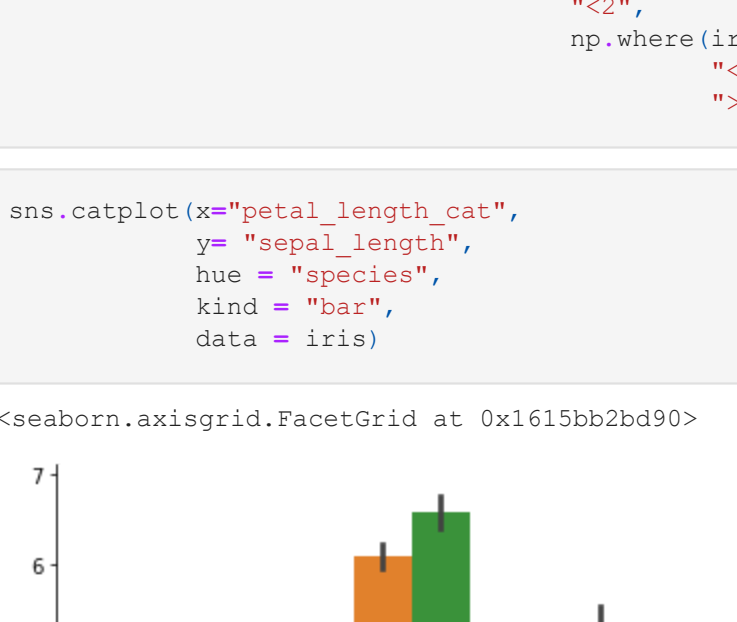 "<2",
np.where(ir
"<
">
sns.catplot(x="petal_length_cat",
y= "sepal_length",
hue = "species",
kind = "bar",
data = iris)
<seaborn.axisgrid.FacetGrid at 0x1615bb2bd90>
7
6